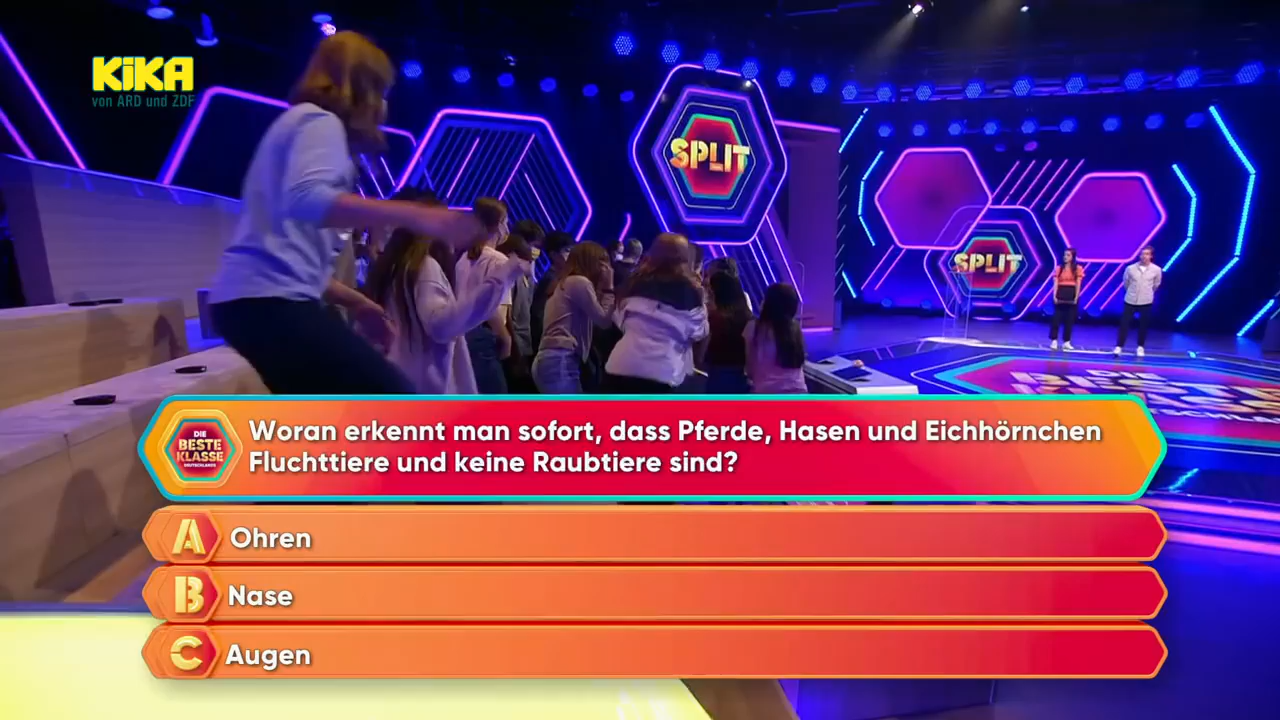 KiKA
von ARD und ZDF
SPLIT
SPLIT
DIE
BESTE
KLASSE
DEUTSCHLANDS
Woran erkennt man sofort, dass Pferde, Hasen und Eichhörnchen
Fluchttiere und keine Raubtiere sind?
A Ohren
B Nase
C Augen